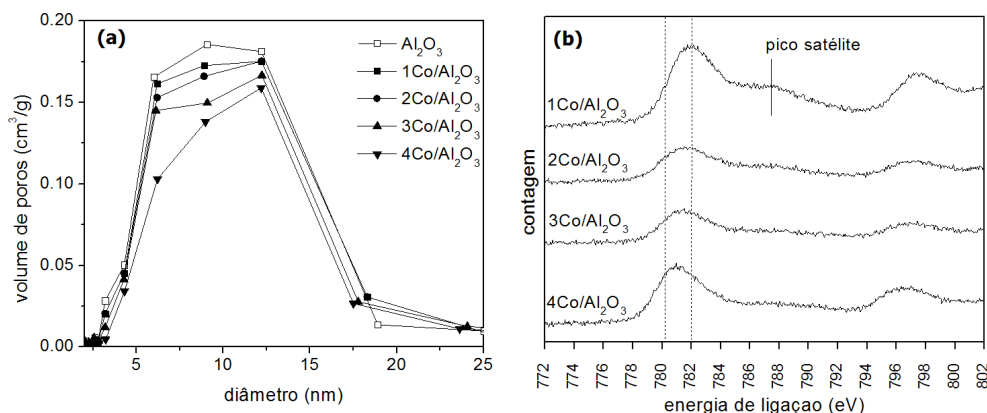 (a)
0.20
0.15
0.10
0.05
0.00
volume de poros (cm³/g)
5
10
15
20
25
diâmetro (nm)
Al₂O₃
1Co/Al₂O₃
2Co/Al₂O₃
3Co/Al₂O₃
4Co/Al₂O₃
(b)
pico satélite
1Co/Al₂O₃
2Co/Al₂O₃
3Co/Al₂O₃
4Co/Al₂O₃
contagem
772
774
776
778
780
782
784
786
788
790
792
794
796
798
800
802
energia de ligaçao (eV)